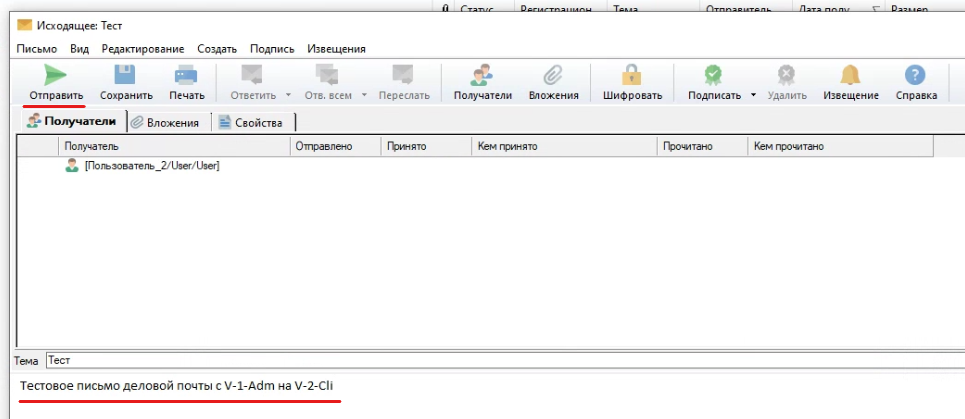 Статус Регистрацион Тема Отправитель Дата полу Размер
Исходящее: Тест
Письмо Вид Редактирование Создать Подпись Извещения
Отправить Сохранить Печать Ответить Отв. всем Переслать Получатели Вложения Шифровать Подписать Удалить Извещение Справка
Получатели Вложения Свойства
Получатель Отправлено Принято Кем принято Прочитано Кем прочитано
[Пользователь_2/User/User]
Тема Тест
Тестовое письмо деловой почты с V-1-Adm на V-2-Cli